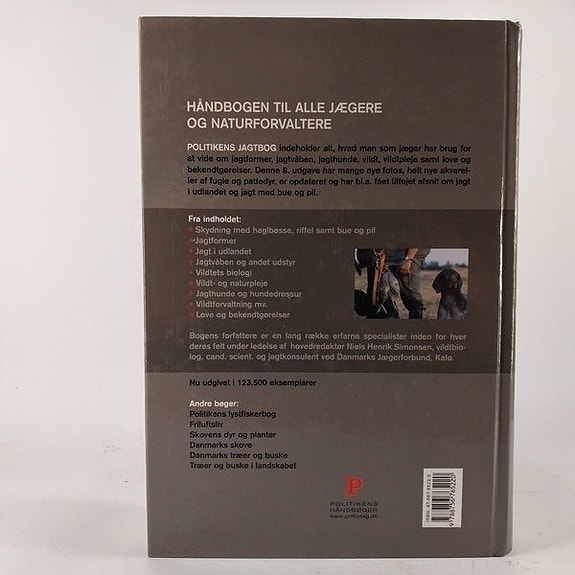 HÅNDBOGEN TIL ALLE JÆGERE
OG NATURFORVALTERE
POLITIKENS JAGTBOG indeholder alt, hvad man som jæger har brug for
at vide om jagtformer, jagtvåben, jagthunde, vildt, vildtpleje samt love og
bekendtgørelser. Denne 6. udgave har mange nye fotos, helt nye akvarel-
ler af fugle og pattedyr, er opdateret og har bl.a. fået tilføjet afsnit om jagt
i udlandet og jagt med bue og pil.
Fra indholdet:
Skydning med haglbøsse, riffel samt bue og pil
Jagtformer
Jagt i udlandet
Jagtvåben og andet udstyr
Vildtets biologi
Vildt- og naturpleje
Jagthunde og hundedressur
Vildtforvaltning mv.
Love og bekendtgørelser
Bogens forfattere er en lang række erfarne specialister inden for hver
deres felt under ledelse af hovedredaktør Niels Henrik Simonsen, vildtbio-
log, cand. scient. og jagtkonsulent ved Danmarks Jægerforbund, Kalø.
Nu udgivet i 123.500 eksemplarer
Andre bøger:
Politikens lystfiskerbog
Friluftsliv
Skovens dyr og planter
Danmarks skove
Danmarks træer og buske
Træer og buske i landskabet
P
POLITIKENS
HÅNDBØGER